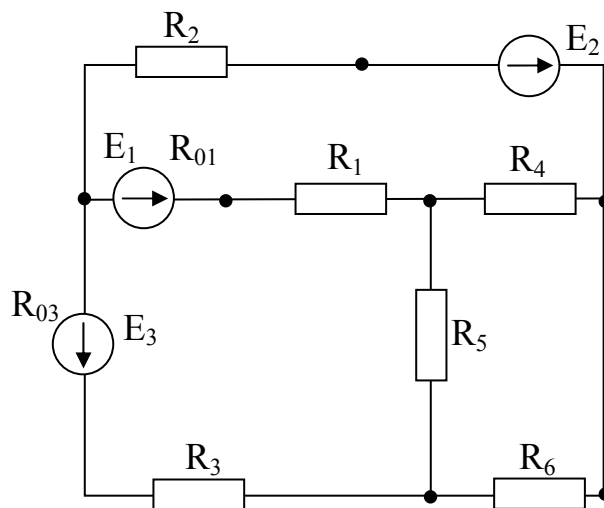 R₂ E₂
E₁ R₀₁ R₁ R₄
R₀₃ E₃ R₅
R₃ R₆